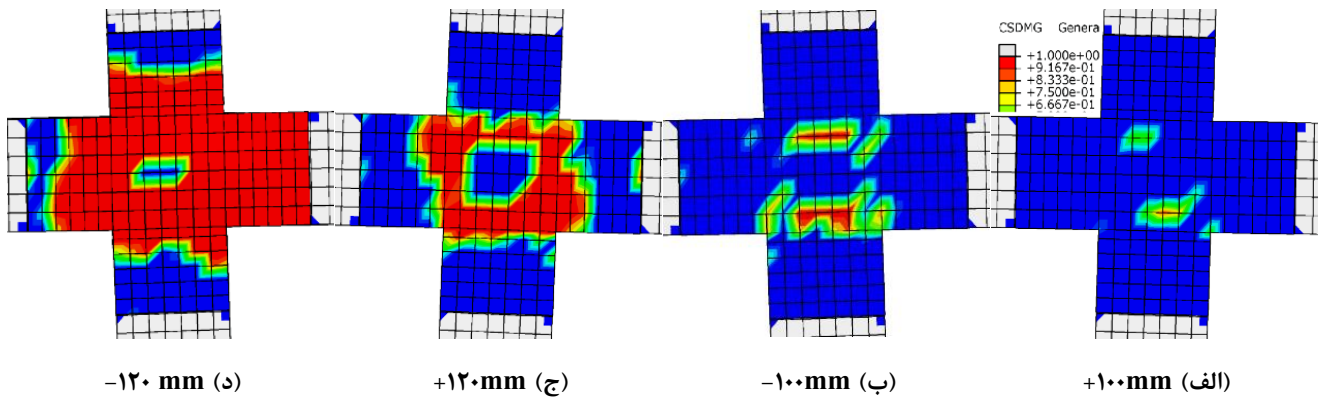 CSDMG Genera
+1.000e+00
+9.167e-01
+8.333e-01
+7.500e-01
+6.667e-01
(الف) +۱۰۰mm
(ب) −۱۰۰mm
(ج) +۱۲۰mm
(د) −۱۲۰ mm